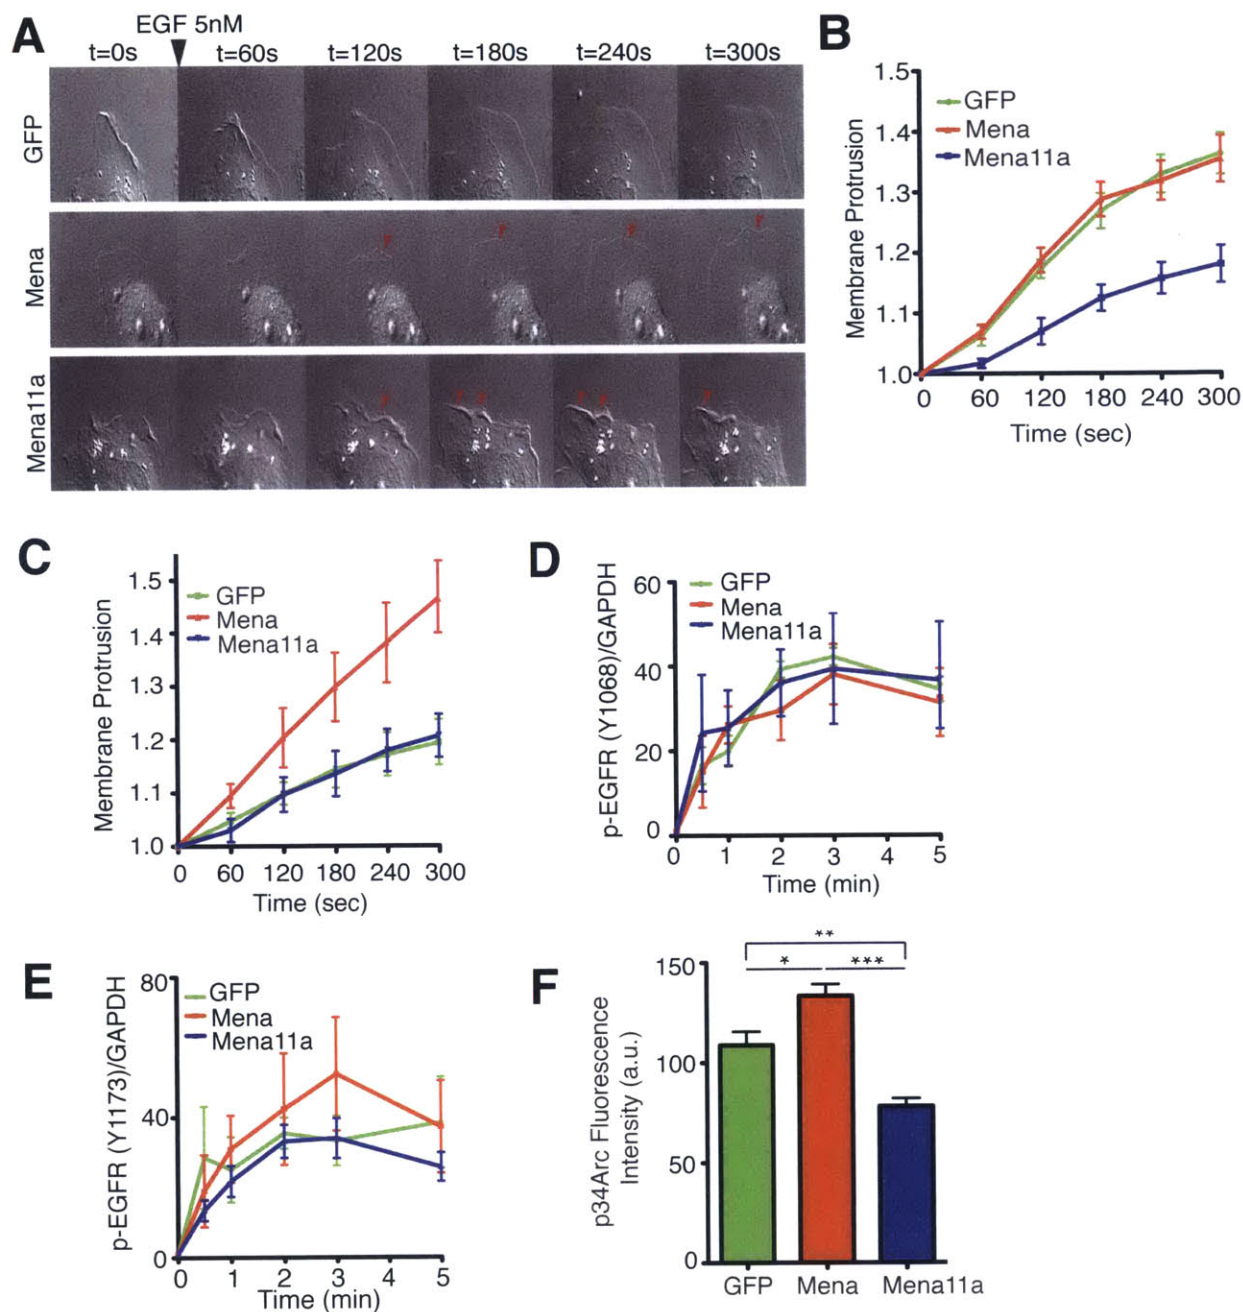 A
EGF 5nM
t=0s t=60s t=120s t=180s t=240s t=300s
GFP
Mena
Mena11a
B
Membrane Protrusion
1.5
1.4
1.3
1.2
1.1
1.0
GFP
Mena
Mena11a
0 60 120 180 240 300
Time (sec)
C
Membrane Protrusion
1.5
1.4
1.3
1.2
1.1
1.0
GFP
Mena
Mena11a
0 60 120 180 240 300
Time (sec)
D
p-EGFR (Y1068)/GAPDH
60
40
20
0
GFP
Mena
Mena11a
0 1 2 3 4 5
Time (min)
E
p-EGFR (Y1173)/GAPDH
80
40
0
GFP
Mena
Mena11a
0 1 2 3 4 5
Time (min)
F
p34Arc Fluorescence
Intensity (a.u.)
150
100
50
0
**
* ***
GFP Mena Mena11a